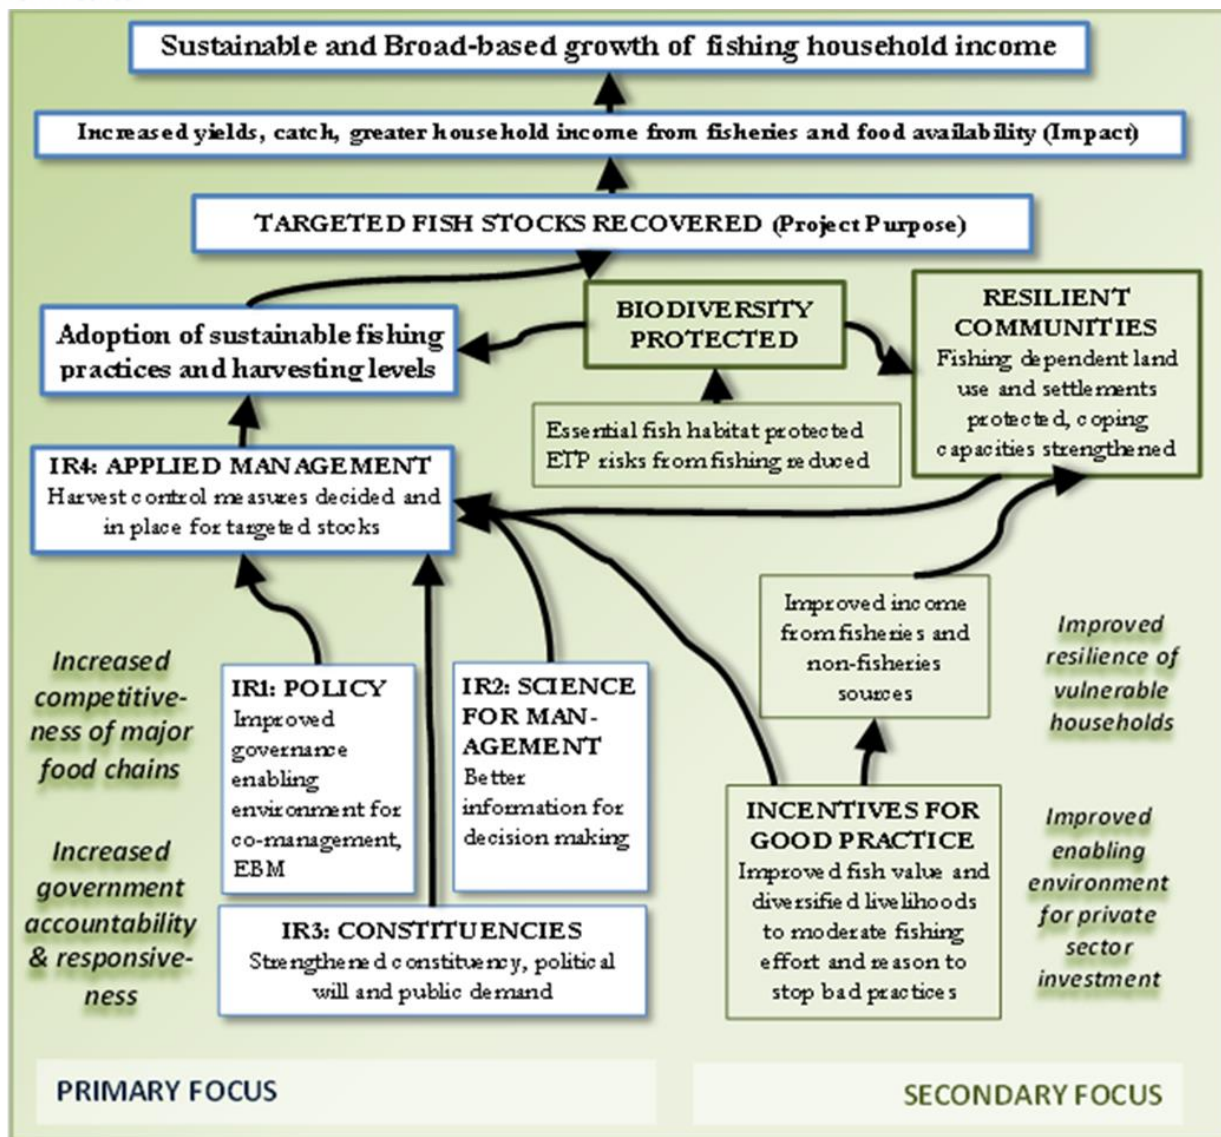 Sustainable and Broad-based growth of fishing household income
Increased yields, catch, greater household income from fisheries and food availability (Impact)
TARGETED FISH STOCKS RECOVERED (Project Purpose)
Adoption of sustainable fishing
practices and harvesting levels
BIODIVERSITY
PROTECTED
RESILIENT
COMMUNITIES
Fishing dependent land
use and settlements
protected, coping
capacities strengthened
Essential fish habitat protected
ETP risks from fishing reduced
IR4: APPLIED MANAGEMENT
Harvest control measures decided and
in place for targeted stocks
Improved income
from fisheries and
non-fisheries
sources
Improved
resilience of
vulnerable
households
Increased
competitive-
ness of major
food chains
IR1: POLICY
Improved
governance
enabling
environment for
co-management,
EBM
IR2: SCIENCE
FOR MAN-
AGEMENT
Better
information for
decision making
INCENTIVES FOR
GOOD PRACTICE
Improved fish value and
diversified livelihoods
to moderate fishing
effort and reason to
stop bad practices
Improved
enabling
environment
for private
sector
investment
Increased
government
accountability
& responsive-
ness
IR3: CONSTITUENCIES
Strengthened constituency, political
will and public demand
PRIMARY FOCUS
SECONDARY FOCUS